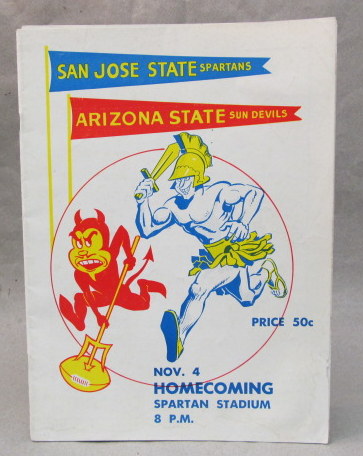 SAN JOSE STATE SPARTANS
ARIZONA STATE SUN DEVILS
PRICE 50c
NOV. 4
HOMECOMING
SPARTAN STADIUM
8 P.M.